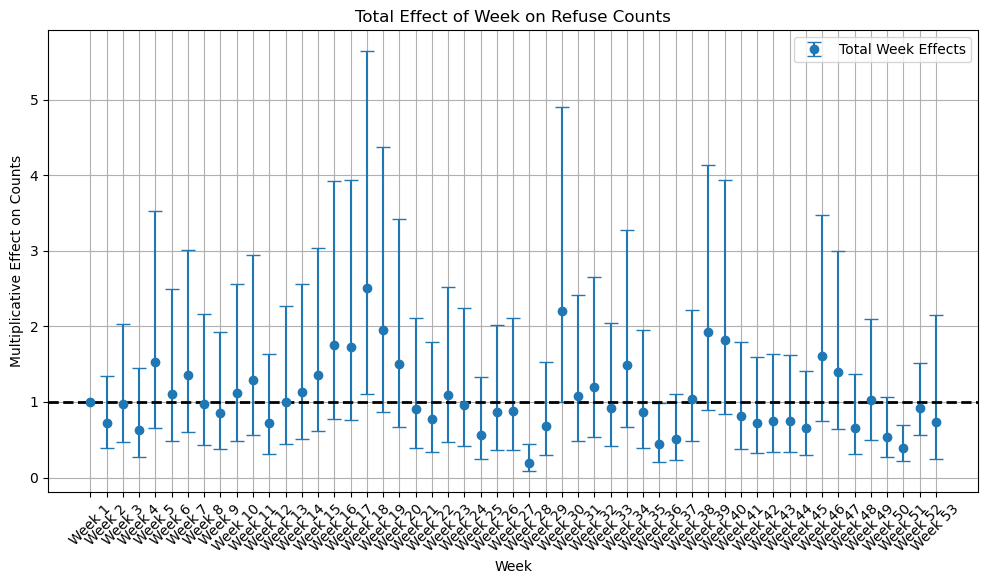 Total Effect of Week on Refuse Counts
Total Week Effects
Multiplicative Effect on Counts
5
4
3
2
1
0
Week 1
Week 2
Week 3
Week 4
Week 5
Week 6
Week 7
Week 8
Week 9
Week 10
Week 11
Week 12
Week 13
Week 14
Week 15
Week 16
Week 17
Week 18
Week 19
Week 20
Week 21
Week 22
Week 23
Week 24
Week 25
Week 26
Week 27
Week 28
Week 29
Week 30
Week 31
Week 32
Week 33
Week 34
Week 35
Week 36
Week 37
Week 38
Week 39
Week 40
Week 41
Week 42
Week 43
Week 44
Week 45
Week 46
Week 47
Week 48
Week 49
Week 50
Week 51
Week 52
Week 53
Week